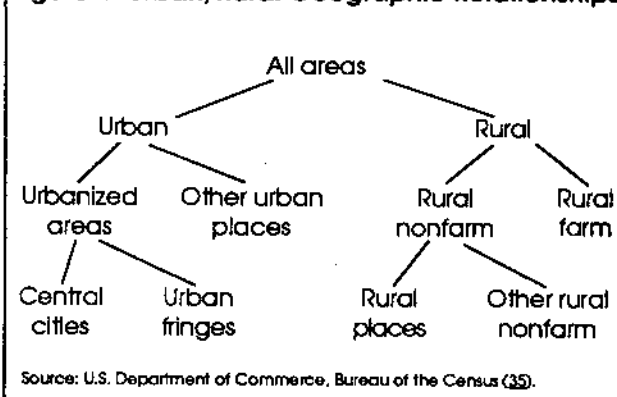 All areas
Urban Rural
Urbanized Other urban Rural Rural
areas places nonfarm farm
Central Urban Rural Other rural
cities fringes places nonfarm
Source: U.S. Department of Commerce, Bureau of the Census (35).